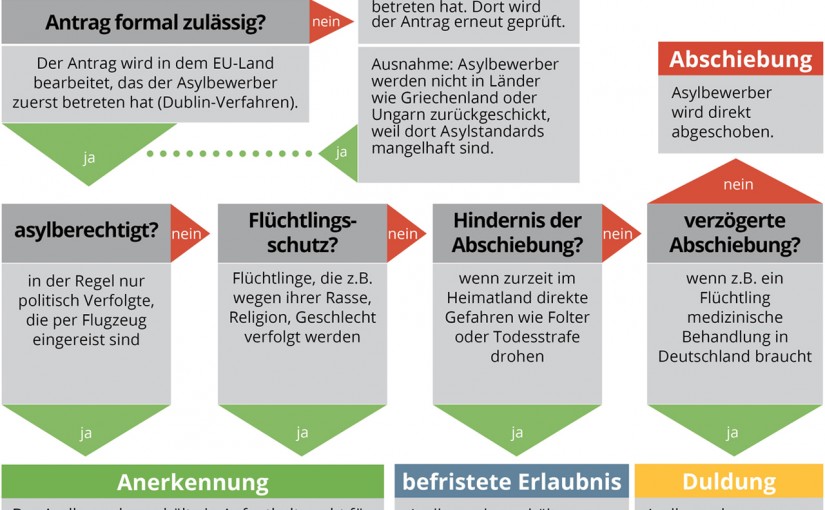 Antrag formal zulässig?
nein
betreten hat. Dort wird
der Antrag erneut geprüft.
Der Antrag wird in dem EU-Land
bearbeitet, das der Asylbewerber
zuerst betreten hat (Dublin-Verfahren).
ja
Ausnahme: Asylbewerber
werden nicht in Länder
wie Griechenland oder
Ungarn zurückgeschickt,
weil dort Asylstandards
mangelhaft sind.
ja
Abschiebung
Asylbewerber
wird direkt
abgeschoben.
nein
asylberechtigt?
nein
in der Regel nur
politisch Verfolgte,
die per Flugzeug
eingereist sind
ja
Flüchtlings-
schutz?
nein
Flüchtlinge, die z.B.
wegen ihrer Rasse,
Religion, Geschlecht
verfolgt werden
ja
Hindernis der
Abschiebung?
nein
wenn zurzeit im
Heimatland direkte
Gefahren wie Folter
oder Todesstrafe
drohen
ja
verzögerte
Abschiebung?
wenn z.B. ein
Flüchtling
medizinische
Behandlung in
Deutschland braucht
ja
Anerkennung
befristete Erlaubnis
Duldung